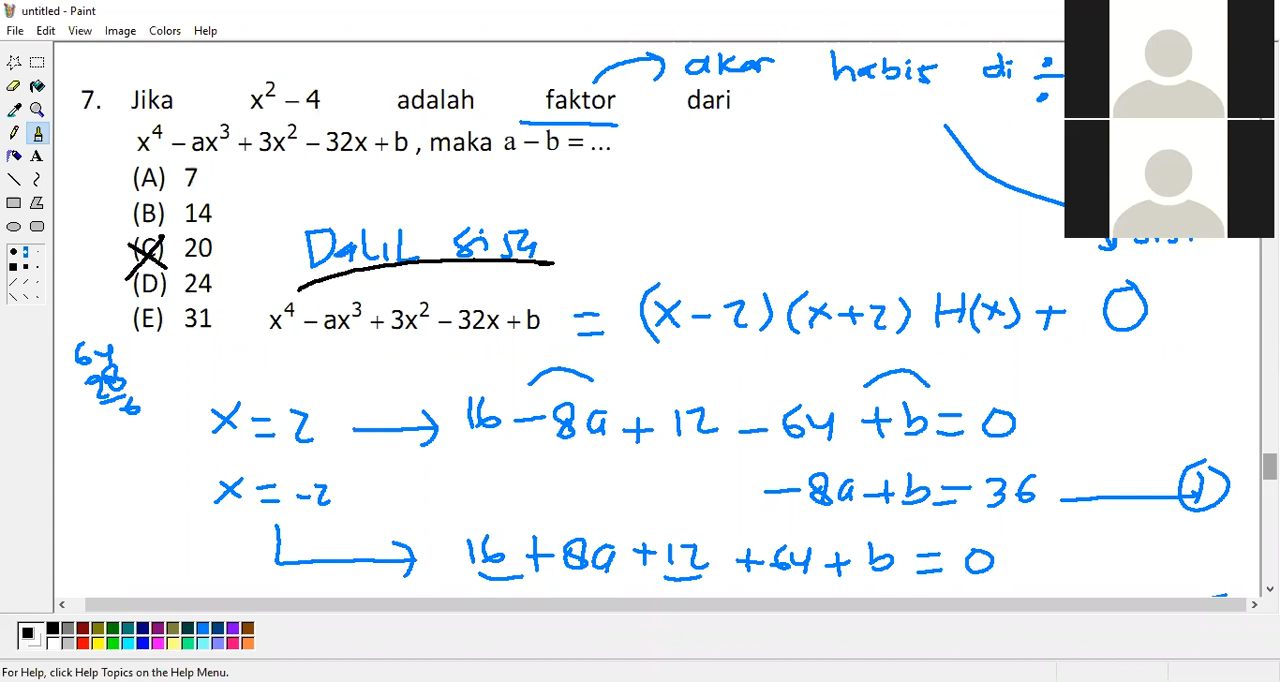 untitled - Paint
File Edit View Image Colors Help
akar habis di :
7. Jika x² – 4 adalah faktor dari
x⁴ – ax³ + 3x² – 32x + b , maka a – b = ...
(A) 7
(B) 14
(C) 20
(D) 24
(E) 31
DALIL SISA
x⁴ – ax³ + 3x² – 32x + b = (x – 2) (x + 2) H(x) + 0
64
28
x = 2 → 16 – 8a + 12 – 64 + b = 0
x = -2
– 8a + b = 36 → 1
16 + 8a + 12 + 64 + b = 0
For Help, click Help Topics on the Help Menu.